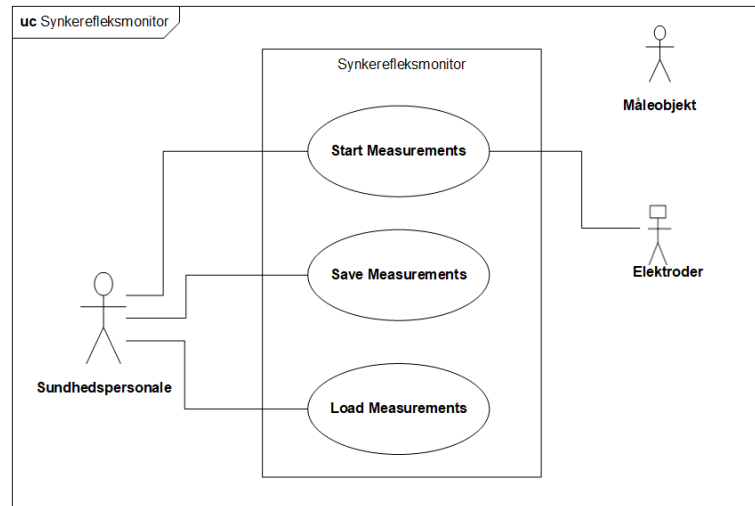 uc Synkerefleksmonitor
Synkerefleksmonitor
Måleobjekt
Start Measurements
Save Measurements
Elektroder
Sundhedspersonale
Load Measurements